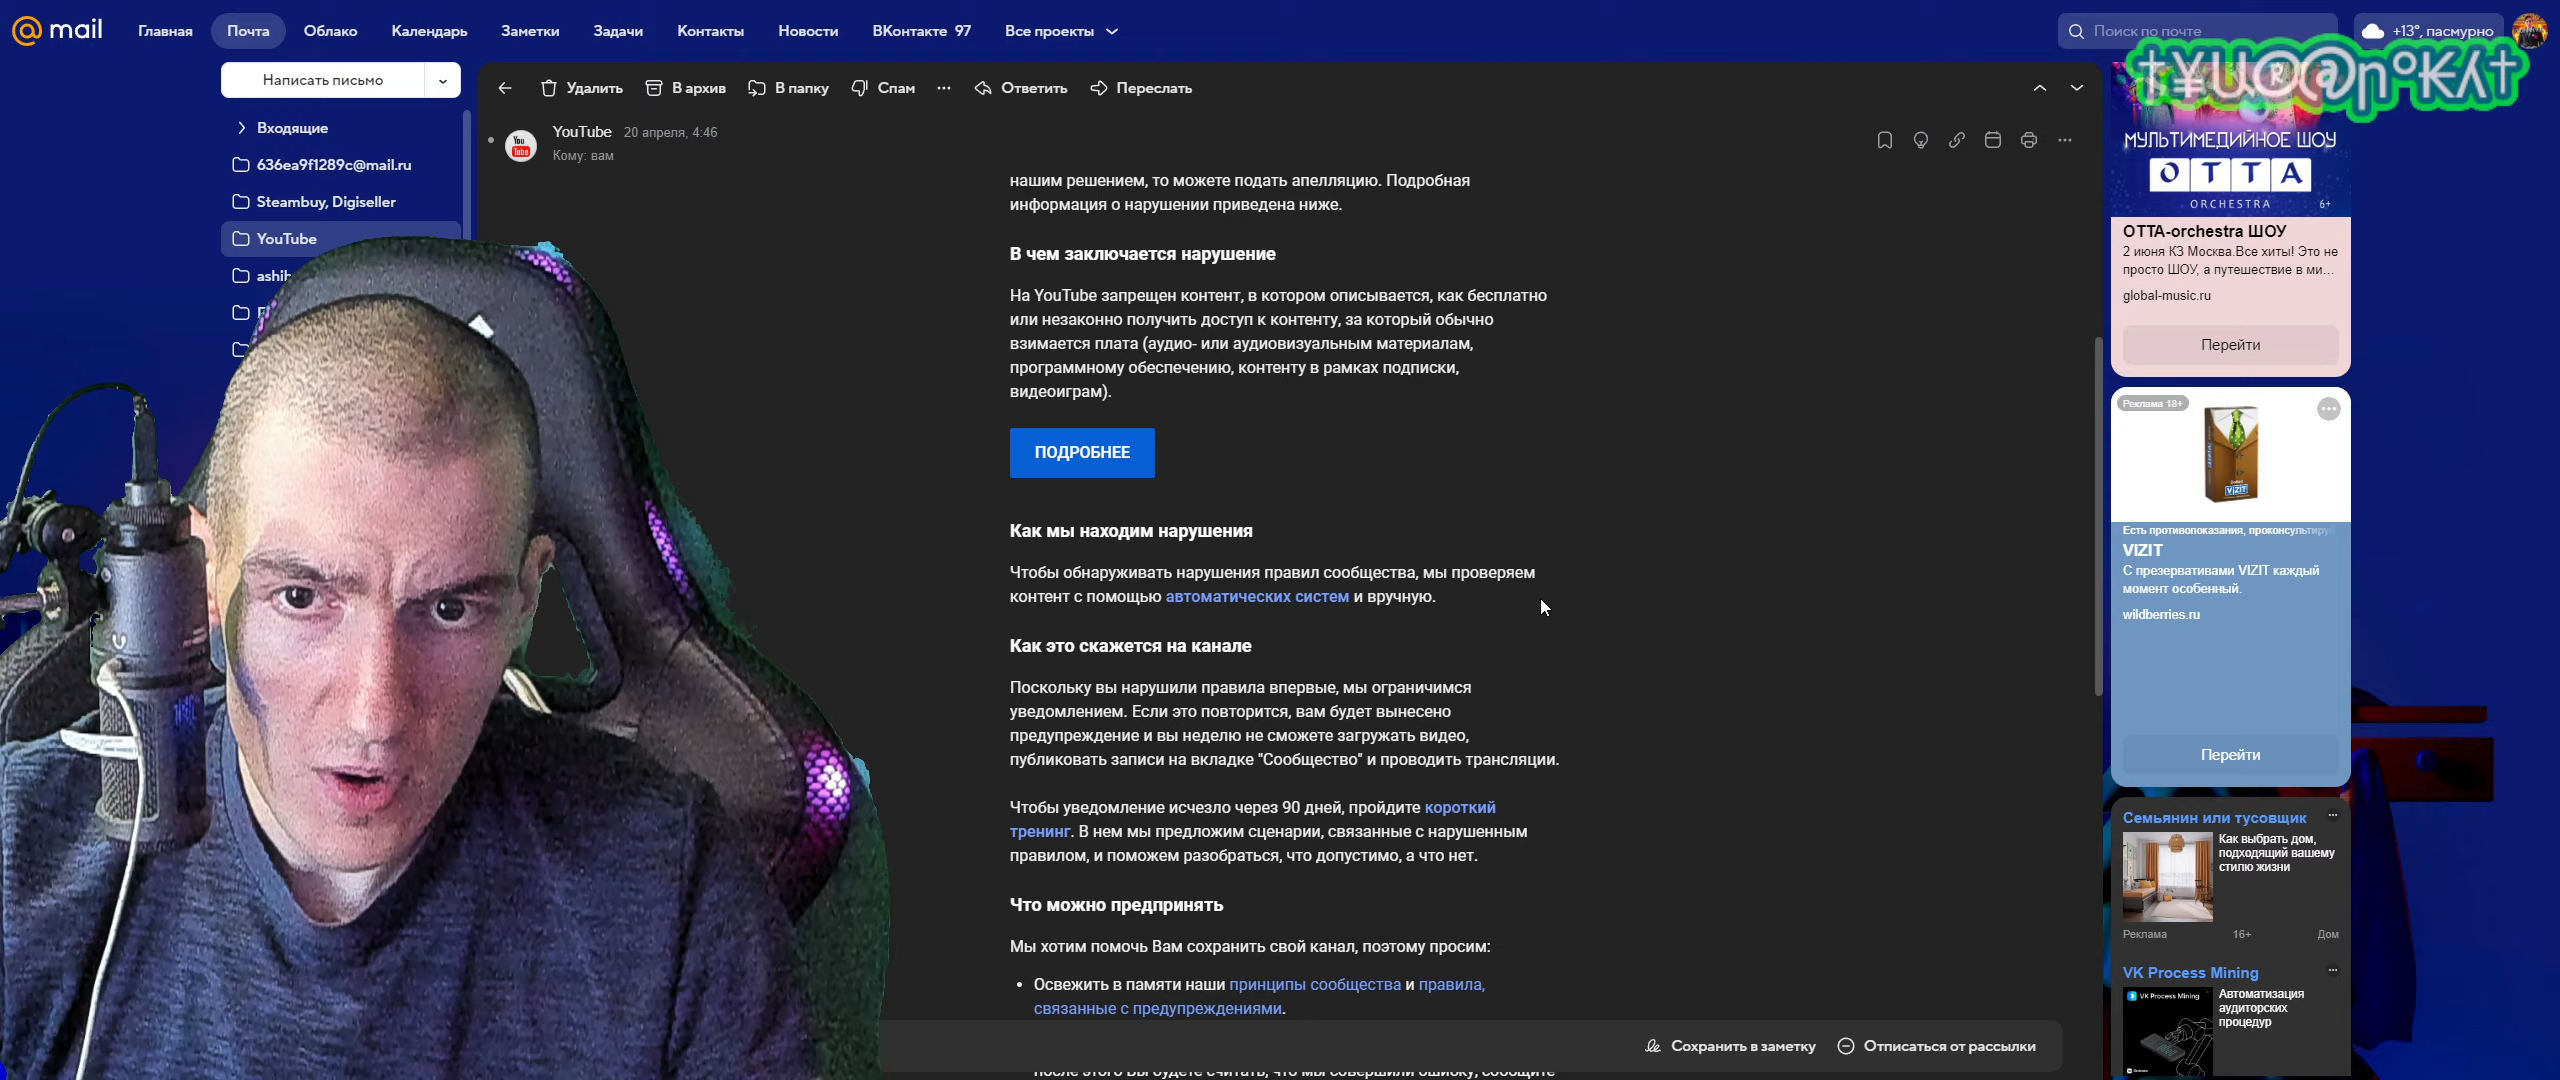 mail
Главная
Почта
Облако
Календарь
Заметки
Задачи
Контакты
Новости
ВКонтакте 97
Все проекты
Поиск по почте
+13°, пасмурно
Написать письмо
Входящие
636ea9f1289c@mail.ru
Steambuy, Digiseller
YouTube
Удалить
В архив
В папку
Спам
Ответить
Переслать
You
Tube
YouTube 20 апреля, 4:46
Кому: вам
нашим решением, то можете подать апелляцию. Подробная
информация о нарушении приведена ниже.
В чем заключается нарушение
На YouTube запрещен контент, в котором описывается, как бесплатно
или незаконно получить доступ к контенту, за который обычно
взимается плата (аудио- или аудиовизуальным материалам,
программному обеспечению, контенту в рамках подписки,
видеоиграм).
ПОДРОБНЕЕ
Как мы находим нарушения
Чтобы обнаруживать нарушения правил сообщества, мы проверяем
контент с помощью автоматических систем и вручную.
Как это скажется на канале
Поскольку вы нарушили правила впервые, мы ограничимся
уведомлением. Если это повторится, вам будет вынесено
предупреждение и вы неделю не сможете загружать видео,
публиковать записи на вкладке "Сообщество" и проводить трансляции.
Чтобы уведомление исчезло через 90 дней, пройдите короткий
тренинг. В нем мы предложим сценарии, связанные с нарушенным
правилом, и поможем разобраться, что допустимо, а что нет.
Что можно предпринять
Мы хотим помочь Вам сохранить свой канал, поэтому просим:
• Освежить в памяти наши принципы сообщества и правила,
связанные с предупреждениями.
Сохранить в заметку
Отписаться от рассылки
МУЛЬТИМЕДИЙНОЕ ШОУ
ОТТА
ORCHESTRA 6+
ОТТА-orchestra ШОУ
2 июня КЗ Москва.Все хиты! Это не
просто ШОУ, а путешествие в ми...
global-music.ru
Перейти
Реклама 18+
VIZIT
Есть противопоказания,
VIZIT
С презервативами VIZIT каждый
момент особенный.
wildberries.ru
Перейти
Семьянин или тусовщик
Как выбрать дом,
подходящий вашему
стилю жизни
Реклама 16+ Дом
VK Process Mining
VK Process Mining
Автоматизация
аудиторских
процедур